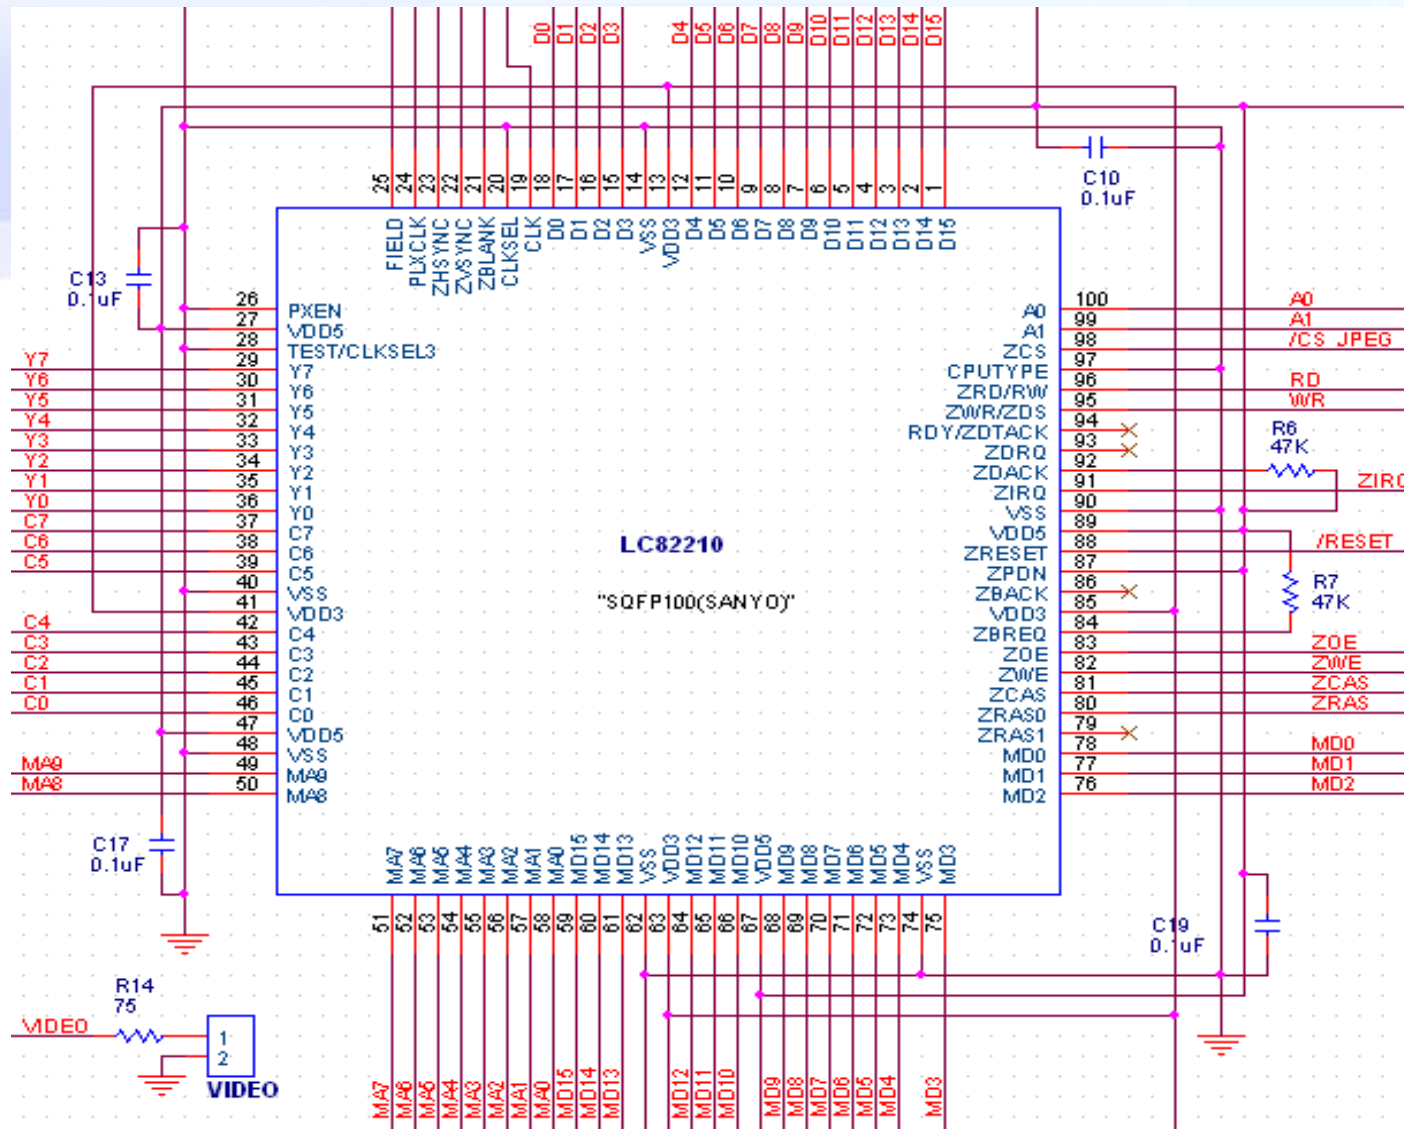 D0 D1 D2 D3 D4 D5 D6 D7 D8 D9 D10 D11 D12 D13 D14 D15
C10
0.1uF
25 24 23 22 21 20 19 18 17 16 15 14 13 12 11 10 9 8 7 6 5 4 3 2 1
FIELD PLXCLK ZHSYNC ZVSYNC ZBLANK CLKSEL CLK D0 D1 D2 D3 VSS VDD3 D4 D5 D6 D7 D8 D9 D10 D11 D12 D13 D14 D15
C13
0.1uF
26 PXEN
27 VDD5
28 TEST/CLKSEL3
Y7 29 Y7
Y6 30 Y6
Y5 31 Y5
Y4 32 Y4
Y3 33 Y3
Y2 34 Y2
Y1 35 Y1
Y0 36 Y0
C7 37 C7
C6 38 C6
C5 39 C5
40 VSS
41 VDD3
C4 42 C4
C3 43 C3
C2 44 C2
C1 45 C1
C0 46 C0
47 VDD5
48 VSS
MA9 49 MA9
MA8 50 MA8
LC82210
"SQFP100(SANYO)"
A0 100 A0
A1 99 A1
ZCS 98 /CS JPEG
CPUTYPE 97
ZRD/RW 96 RD
ZWR/ZDS 95 WR
RDY/ZDTACK 94
ZDRQ 93
ZDACK 92
R6
47K
ZIRQ 91
VSS 90
VDD5 89
ZRESET 88 /RESET
ZPDN 87
ZBACK 86
R7
47K
VDD3 85
ZBREQ 84
ZOE 83 ZOE
ZWE 82 ZWE
ZCAS 81 ZCAS
ZRAS0 80 ZRAS
ZRAS1 79
MD0 78 MD0
MD1 77 MD1
MD2 76 MD2
C17
0.1uF
MA7 MA6 MA5 MA4 MA3 MA2 MA1 MA0 MD15 MD14 MD13 VSS VDD3 MD12 MD11 MD10 VDD5 MD9 MD8 MD7 MD6 MD5 MD4 VSS MD3
51 52 53 54 55 56 57 58 59 60 61 62 63 64 65 66 67 68 69 70 71 72 73 74 75
C19
0.1uF
R14
75
VIDEO
1
2
VIDEO
MA7 MA6 MA5 MA4 MA3 MA2 MA1 MA0 MD15 MD14 MD13 MD12 MD11 MD10 MD9 MD8 MD7 MD6 MD5 MD4 MD3